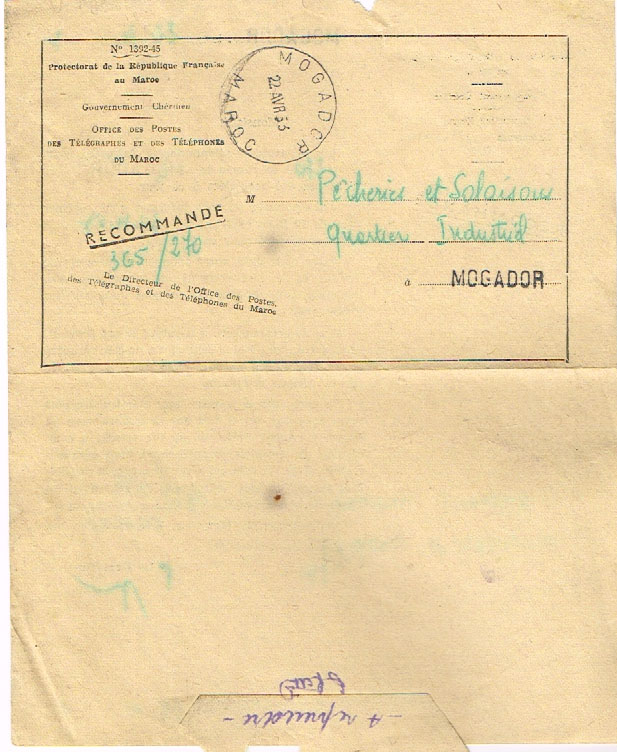 N° 1392-45
Protectorat de la République Française
au Maroc
Gouvernement Chérifien
OFFICE DES POSTES
DES TÉLÉGRAPHES ET DES TÉLÉPHONES
DU MAROC
MOGADOR
22 AVR 53
MAROC
RECOMMANDÉ
365/270
Le Directeur de l'Office des Postes,
des Télégraphes et des Téléphones du Maroc
M Pêcheries et Salaisons
Quartier Industriel
à MOGADOR